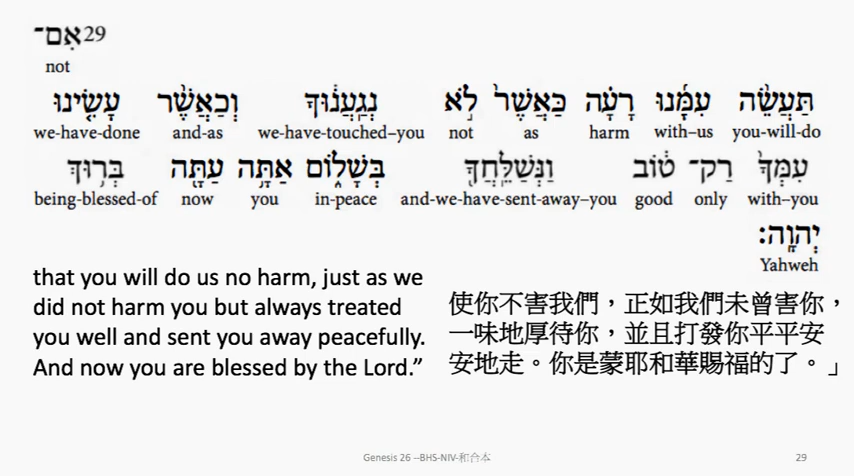 29אִם־
not
תַּעֲשֵׂ֨ה עִמָּ֜נוּ רָעָ֗ה כַּאֲשֶׁר֙ לֹ֣א נְגַֽעֲנ֔וּךָ וְכַאֲשֶׁ֨ר עָשִׂ֤ינוּ
we-have-done and-as we-have-touched–you not as harm with–us you-will-do
עִמְּךָ֙ רַק־ ט֔וֹב וַנְּשַׁלֵּֽחֲךָ֖ בְּשָׁל֑וֹם אַתָּ֥ה עַתָּ֖ה בְּר֥וּךְ
being-blessed-of now you in-peace and-we-have-sent-away–you good only with–you
יְהוָֽה׃
Yahweh
that you will do us no harm, just as we
did not harm you but always treated
you well and sent you away peacefully.
And now you are blessed by the Lord.”
使你不害我們，正如我們未曾害你，
一味地厚待你，並且打發你平平安
安地走。你是蒙耶和華賜福的了。」
Genesis 26 --BHS-NIV-和合本
29